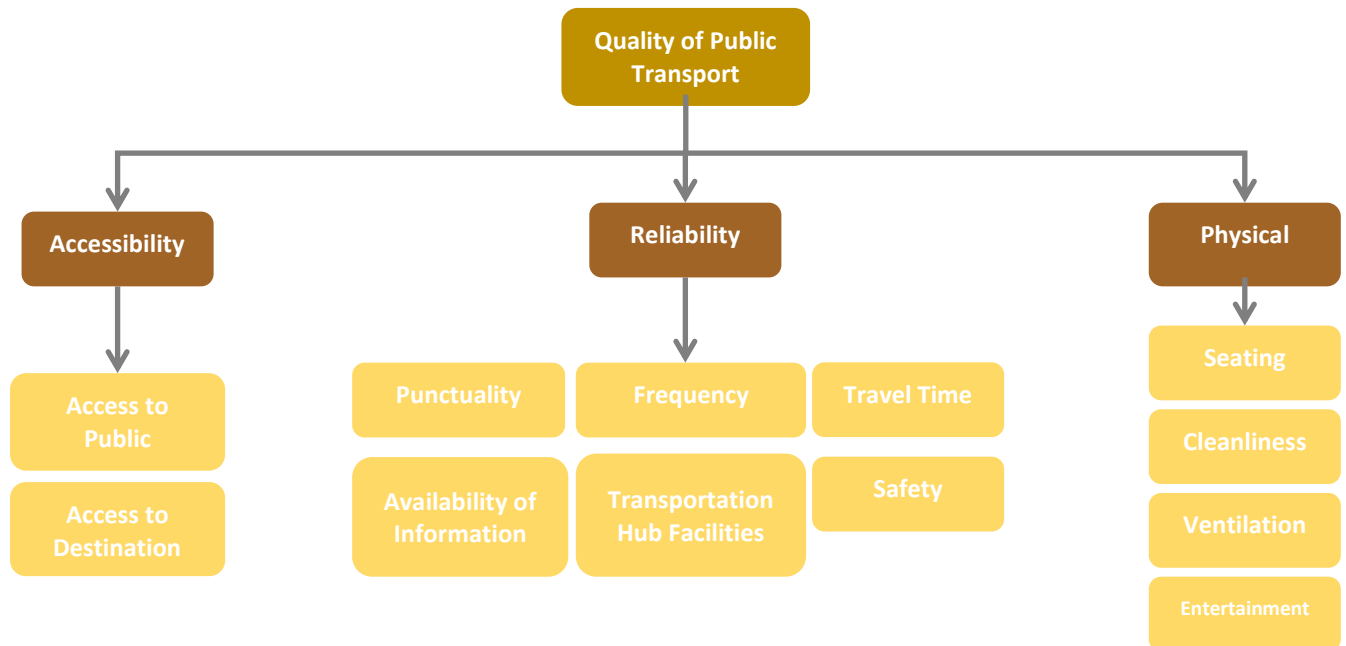 Quality of Public
Transport
Accessibility
Reliability
Physical
Access to
Public
Access to
Destination
Punctuality
Frequency
Travel Time
Availability of
Information
Transportation
Hub Facilities
Safety
Seating
Cleanliness
Ventilation
Entertainment